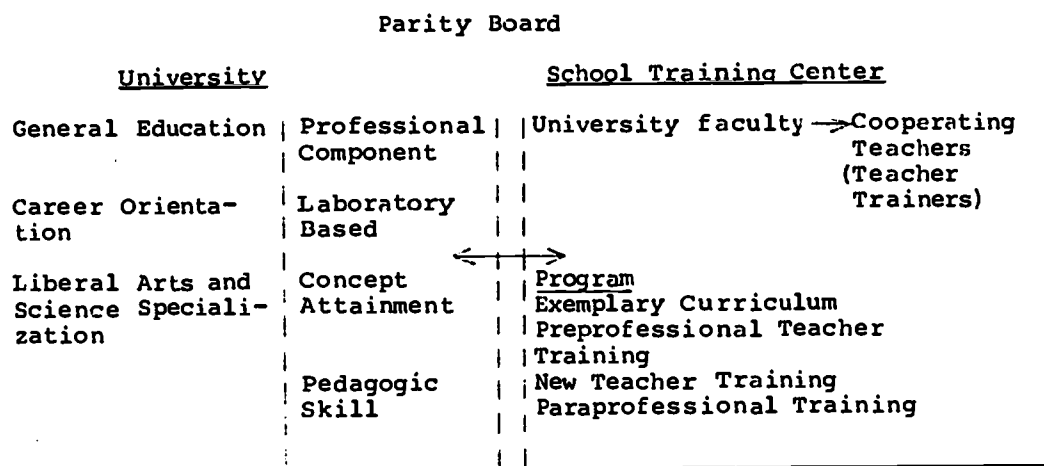 Parity Board
University
School Training Center
General Education
Career Orienta-
tion
Liberal Arts and
Science Speciali-
zation
Professional
Component
Laboratory
Based
Concept
Attainment
Pedagogic
Skill
University faculty → Cooperating
Teachers
(Teacher
Trainers)
Program
Exemplary Curriculum
Preprofessional Teacher
Training
New Teacher Training
Paraprofessional Training